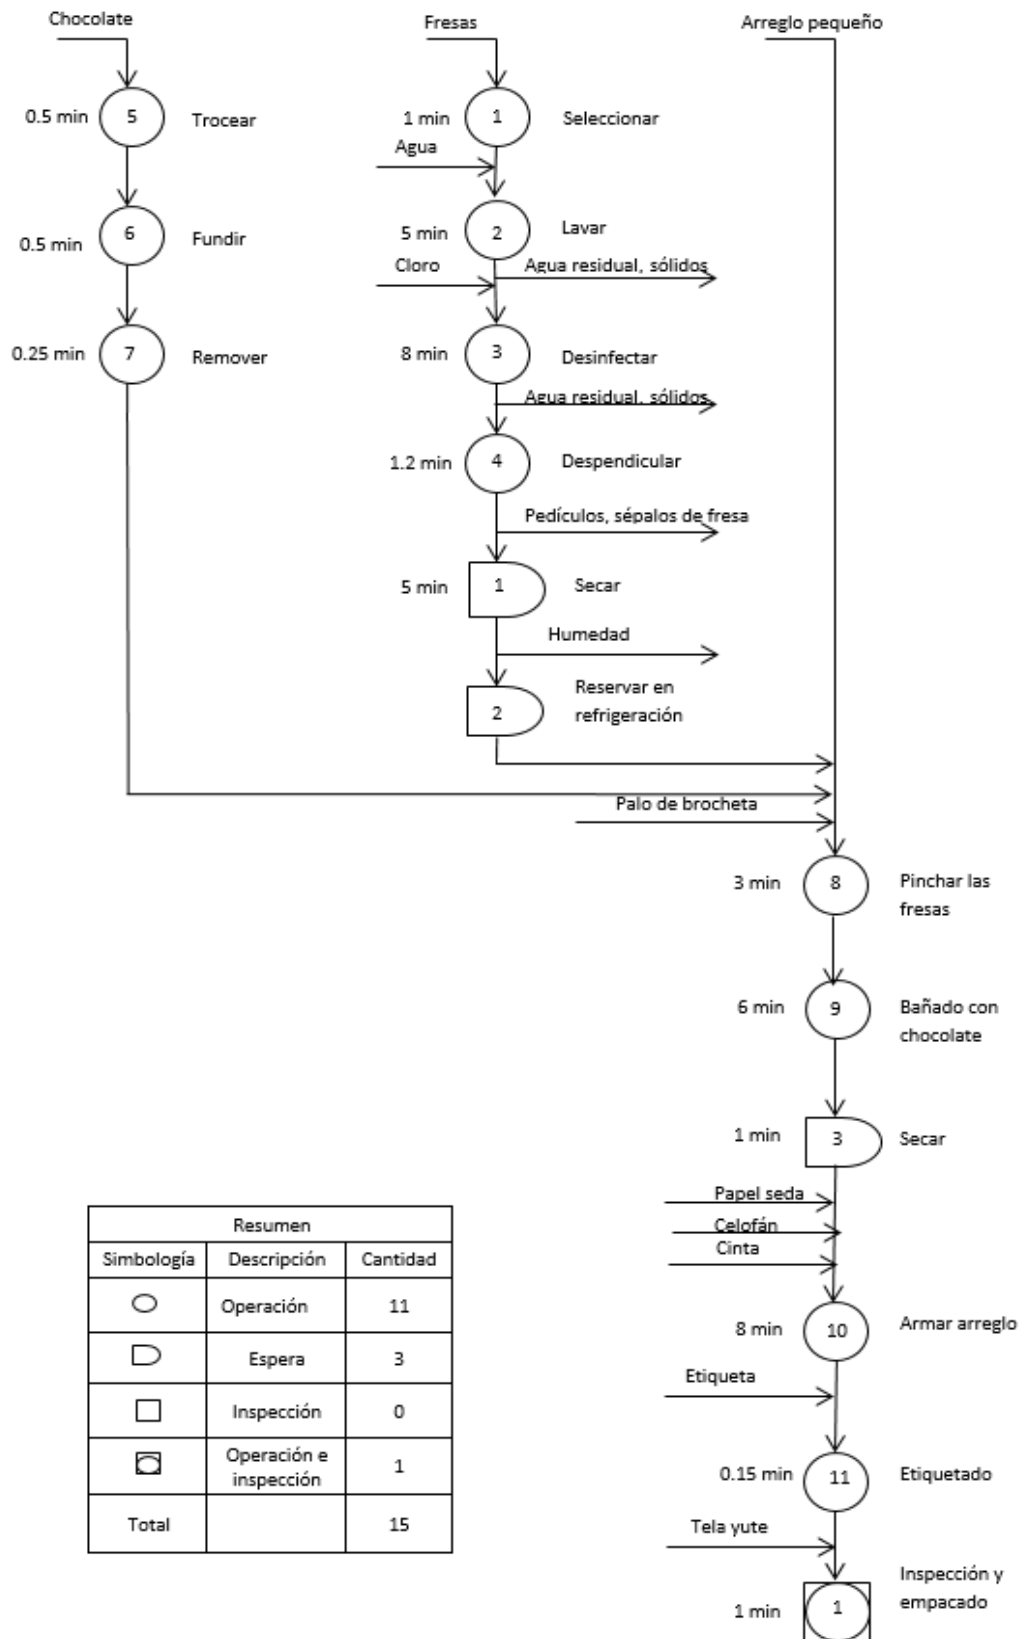 Chocolate
Fresas
Arreglo pequeño
0.5 min
5
Trocear
1 min
1
Seleccionar
Agua
0.5 min
6
Fundir
5 min
2
Lavar
Cloro
Agua residual, sólidos
0.25 min
7
Remover
8 min
3
Desinfectar
Agua residual, sólidos
1.2 min
4
Despendicular
Pedículos, sépalos de fresa
5 min
1
Secar
Humedad
2
Reservar en
refrigeración
Palo de brocheta
3 min
8
Pinchar las
fresas
6 min
9
Bañado con
chocolate
1 min
3
Secar
Papel seda
Celofán
Cinta
8 min
10
Armar arreglo
Etiqueta
0.15 min
11
Etiquetado
Tela yute
1 min
1
Inspección y
empacado
Resumen
Simbología Descripción Cantidad
Operación 11
Espera 3
Inspección 0
Operación e
inspección 1
Total 15